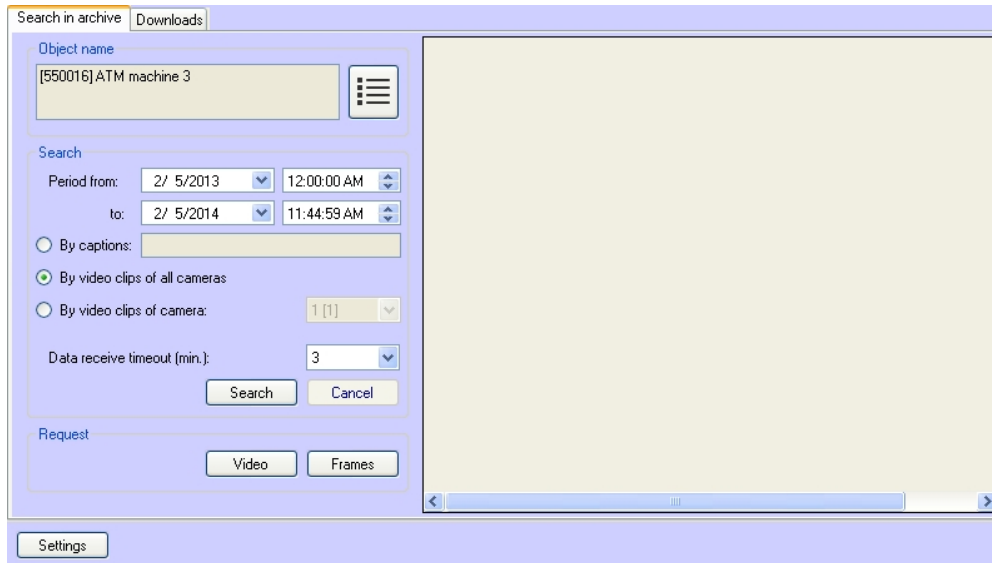 Search in archive Downloads
Object name
[550016] ATM machine 3
Search
Period from: 2/ 5/2013 12:00:00 AM
to: 2/ 5/2014 11:44:59 AM
By captions:
By video clips of all cameras
By video clips of camera: 1 [1]
Data receive timeout (min.): 3
Search Cancel
Request
Video Frames
Settings